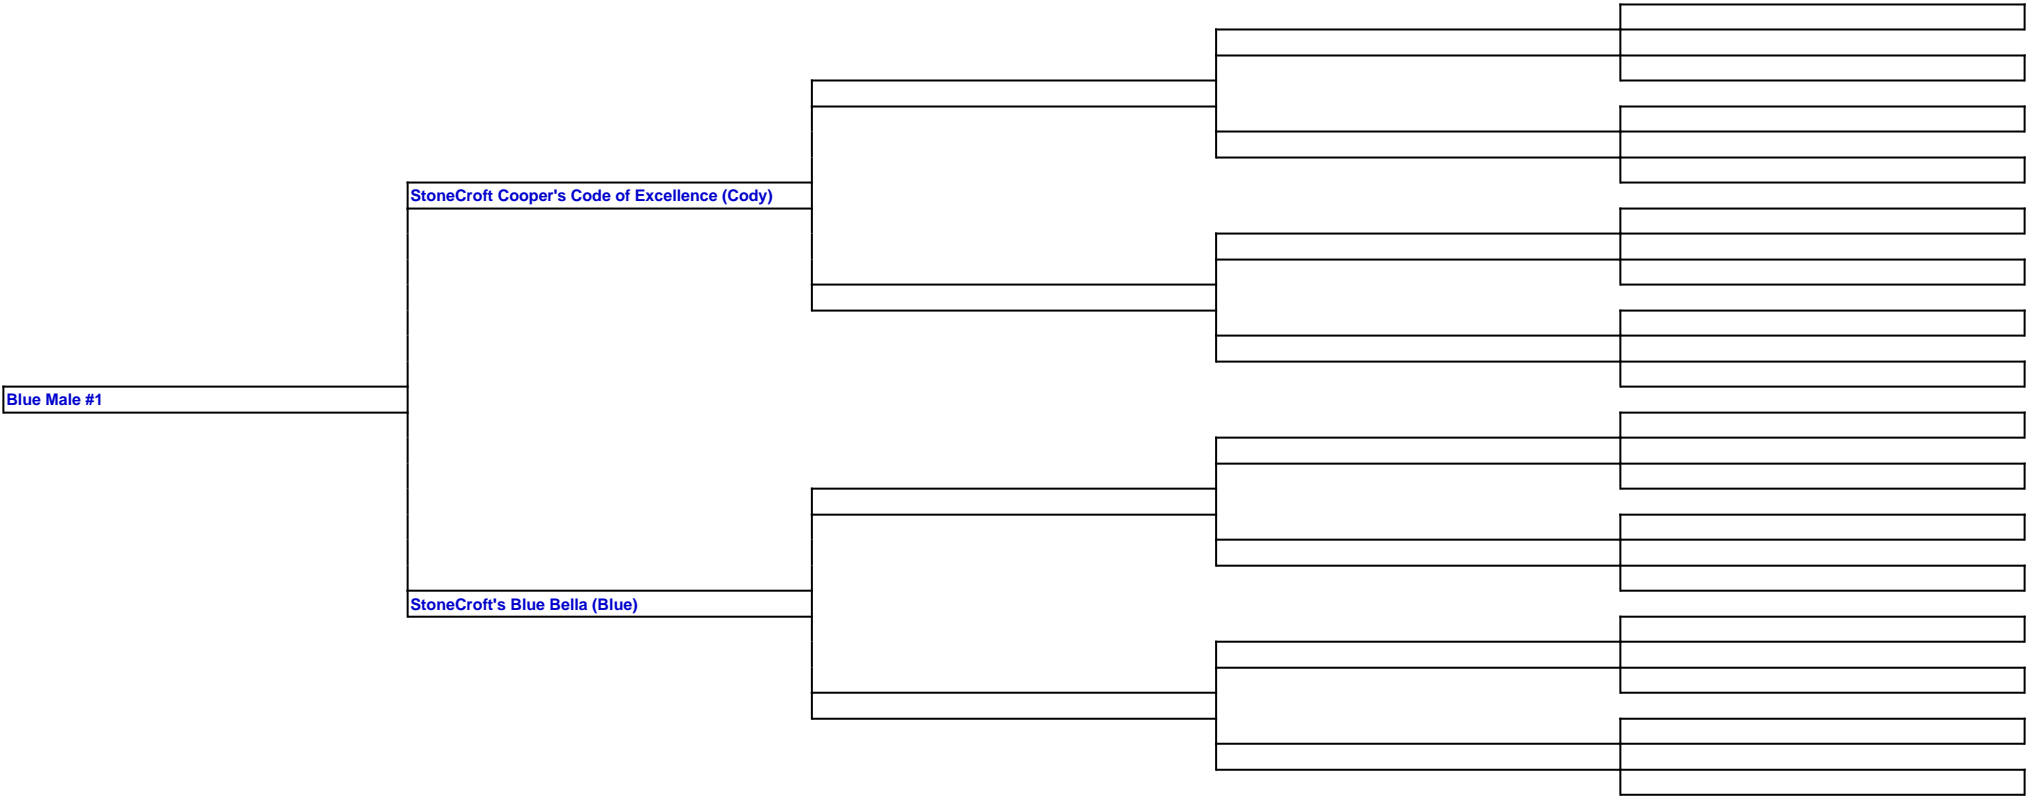 StoneCroft Cooper's Code of Excellence (Cody)
Blue Male #1
StoneCroft's Blue Bella (Blue)